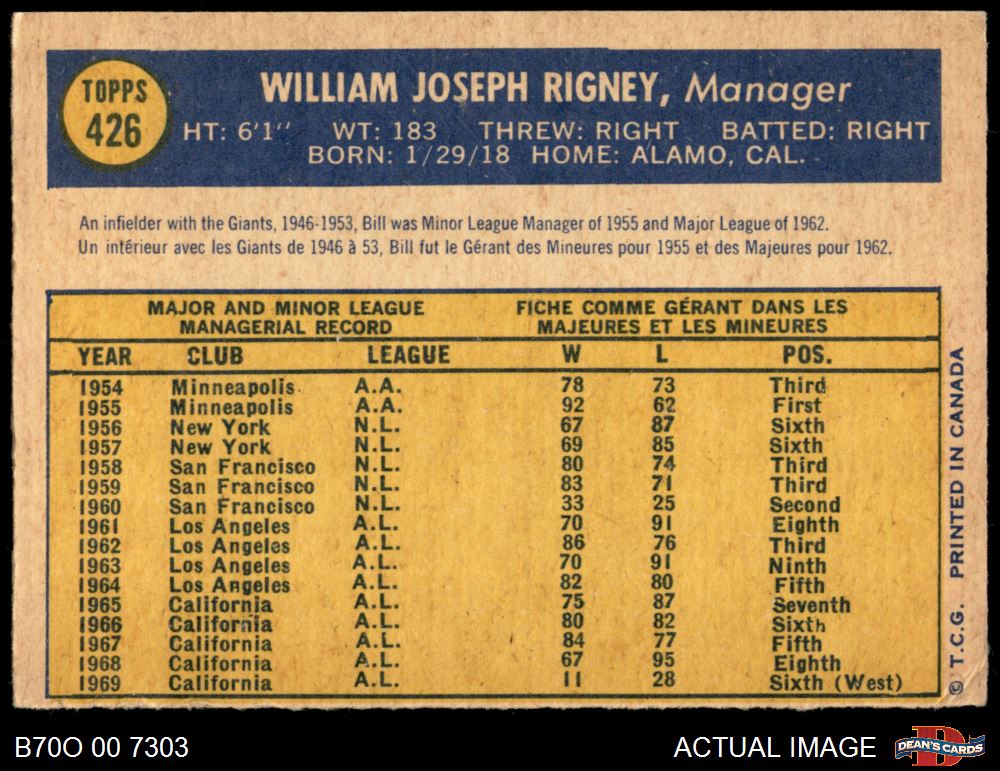 TOPPS
426
WILLIAM JOSEPH RIGNEY, Manager
HT: 6'1" WT: 183 THREW: RIGHT BATTED: RIGHT
BORN: 1/29/18 HOME: ALAMO, CAL.
An infielder with the Giants, 1946-1953, Bill was Minor League Manager of 1955 and Major League of 1962.
Un intérieur avec les Giants de 1946 à 53, Bill fut le Gérant des Mineures pour 1955 et des Majeures pour 1962.
MAJOR AND MINOR LEAGUE MANAGERIAL RECORD
FICHE COMME GÉRANT DANS LES MAJEURES ET LES MINEURES
YEAR CLUB LEAGUE W L POS.
1954 Minneapolis A.A. 78 73 Third
1955 Minneapolis A.A. 92 62 First
1956 New York N.L. 67 87 Sixth
1957 New York N.L. 69 85 Sixth
1958 San Francisco N.L. 80 74 Third
1959 San Francisco N.L. 83 71 Third
1960 San Francisco N.L. 33 25 Second
1961 Los Angeles A.L. 70 91 Eighth
1962 Los Angeles A.L. 86 76 Third
1963 Los Angeles A.L. 70 91 Ninth
1964 Los Angeles A.L. 82 80 Fifth
1965 California A.L. 75 87 Seventh
1966 California A.L. 80 82 Sixth
1967 California A.L. 84 77 Fifth
1968 California A.L. 67 95 Eighth
1969 California A.L. 11 28 Sixth (West)
© T.C.G. PRINTED IN CANADA
B70O 00 7303
ACTUAL IMAGE
D
DEAN'S CARDS